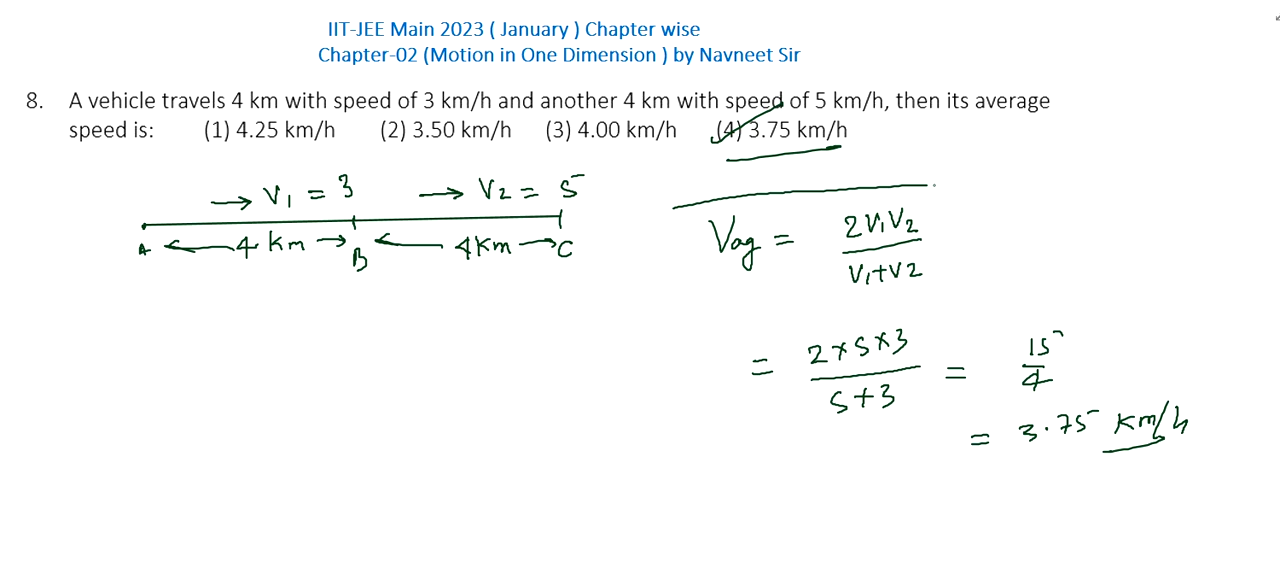 IIT-JEE Main 2023 ( January ) Chapter wise
Chapter-02 (Motion in One Dimension ) by Navneet Sir
8. A vehicle travels 4 km with speed of 3 km/h and another 4 km with speed of 5 km/h, then its average
speed is: (1) 4.25 km/h (2) 3.50 km/h (3) 4.00 km/h (4) 3.75 km/h
→ V1 = 3 → V2 = 5
A ← 4 Km → B ← 4Km → C
Vag = 2V1V2 / V1+V2
= 2×5×3 / 5+3 = 15 / 4
= 3.75 Km/h